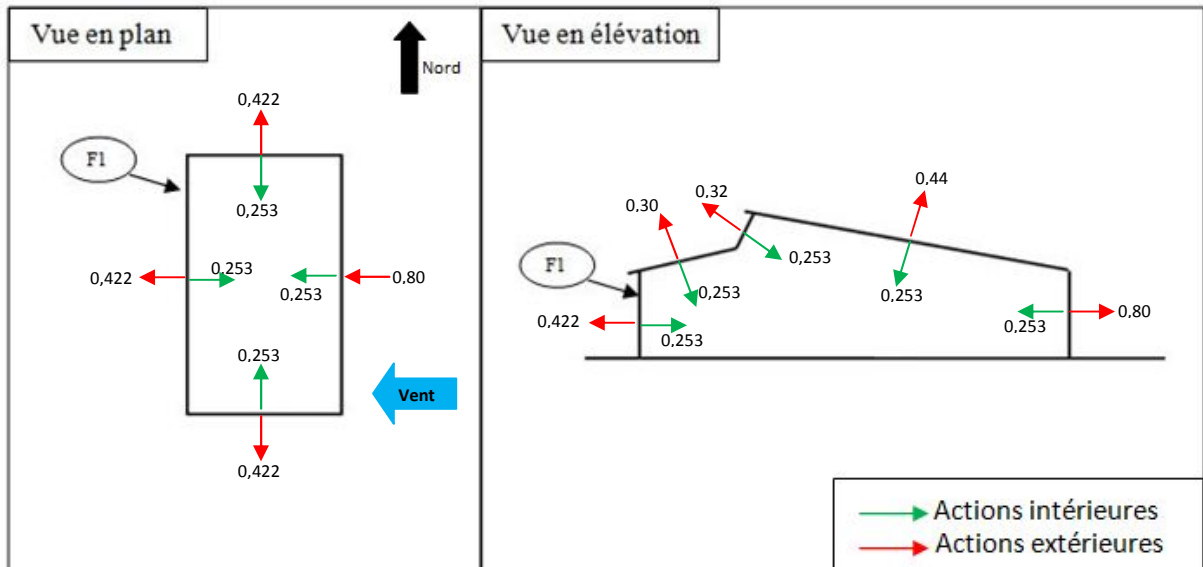 Vue en plan
Nord
0,422
F1
0,253
0,422
0,253
0,253
0,80
0,253
Vent
0,422
Vue en élévation
0,44
0,32
0,30
0,253
F1
0,253
0,253
0,422
0,253
0,253
0,80
Actions intérieures
Actions extérieures